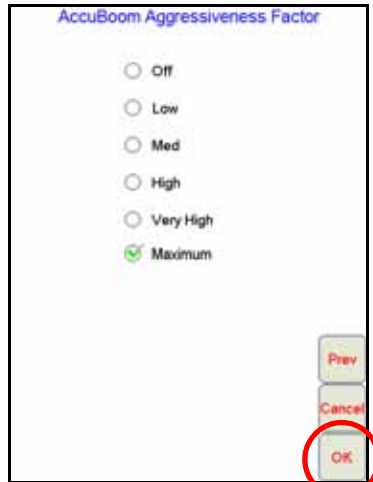 AccuBoom Aggressiveness Factor
Off
Low
Med
High
Very High
Maximum
Prev
Cancel
OK